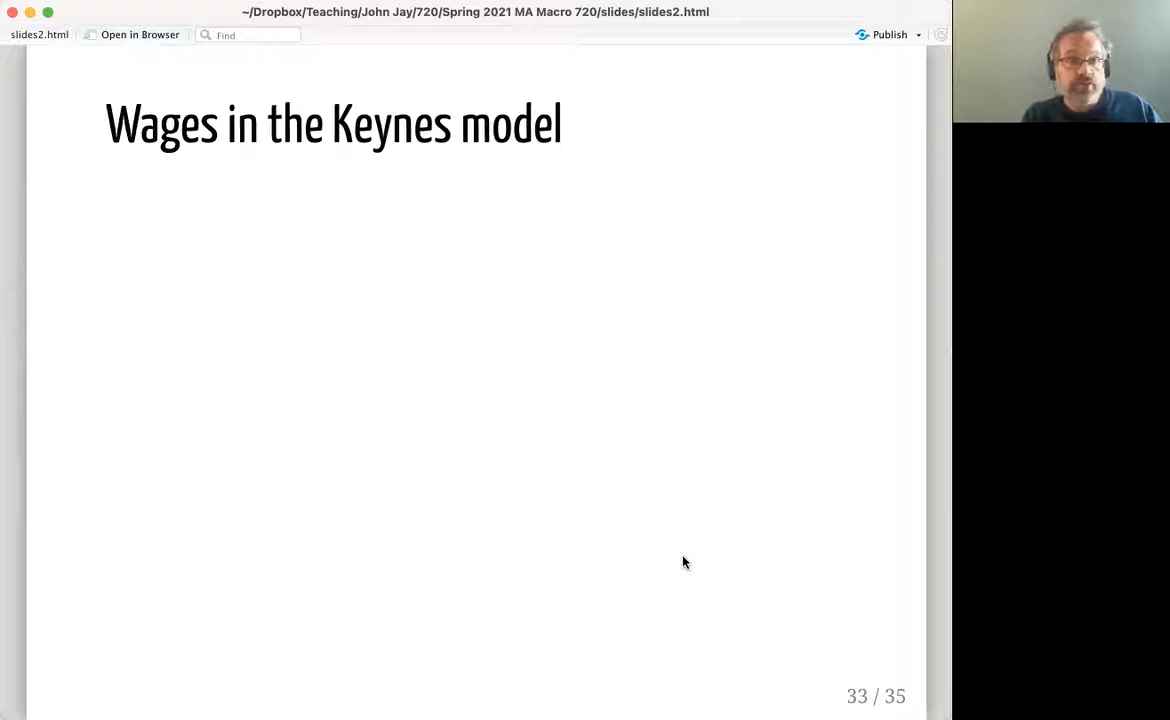 ~/Dropbox/Teaching/John Jay/720/Spring 2021 MA Macro 720/slides/slides2.html
slides2.html Open in Browser Find Publish
Wages in the Keynes model
33 / 35